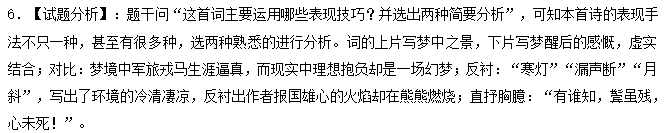 6．【试题分析】：题干问“这首词主要运用哪些表现技巧？并选出两种简要分析”，可知本首诗的表现手
法不只一种，甚至有很多种，选两种熟悉的进行分析。词的上片写梦中之景，下片写梦醒后的感慨，虚实
结合；对比：梦境中军旅戎马生涯逼真，而现实中理想抱负却是一场幻梦；反衬：“寒灯”“漏声断”“月
斜”，写出了环境的冷清凄凉，反衬出作者报国雄心的火焰却在熊熊燃烧；直抒胸臆：“有谁知，鬓虽残，
心未死！”。